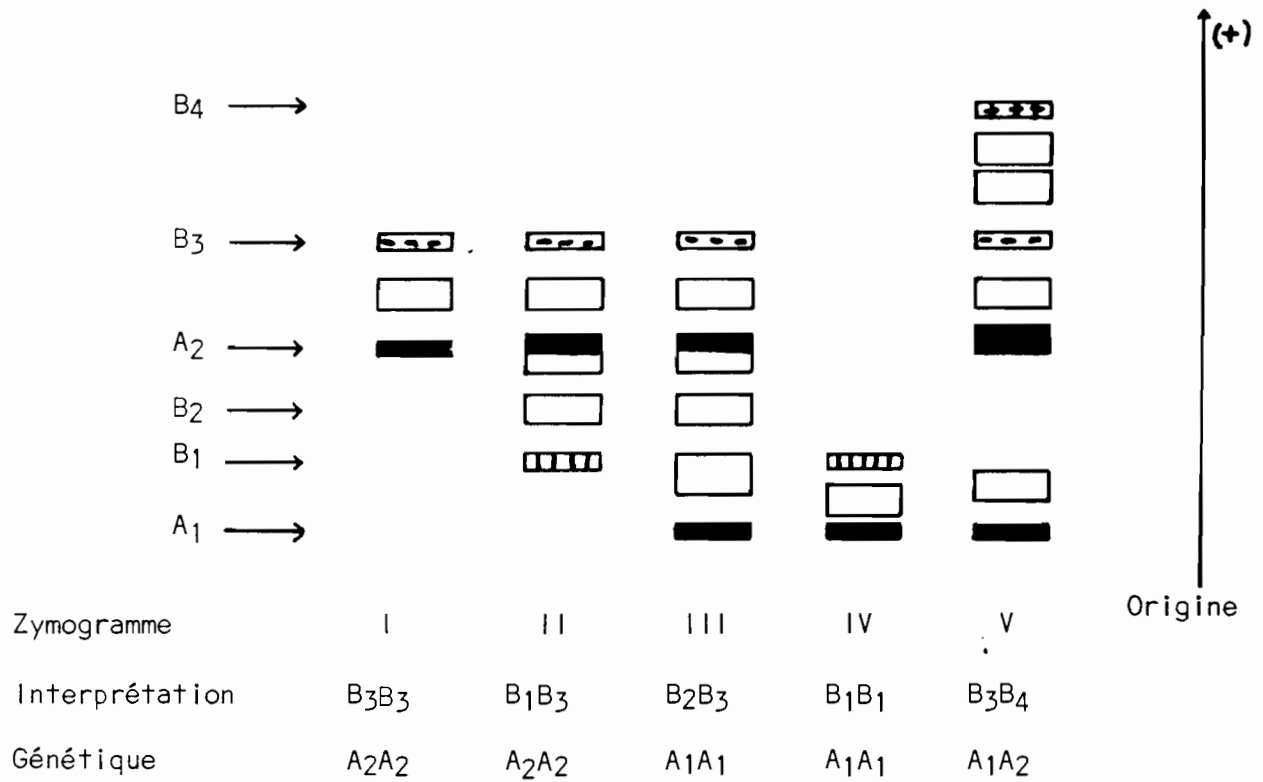 (+)
B4
B3
A2
B2
B1
A1
Origine
Zymogramme I II III IV V
Interprétation B3B3 B1B3 B2B3 B1B1 B3B4
Génétique A2A2 A2A2 A1A1 A1A1 A1A2